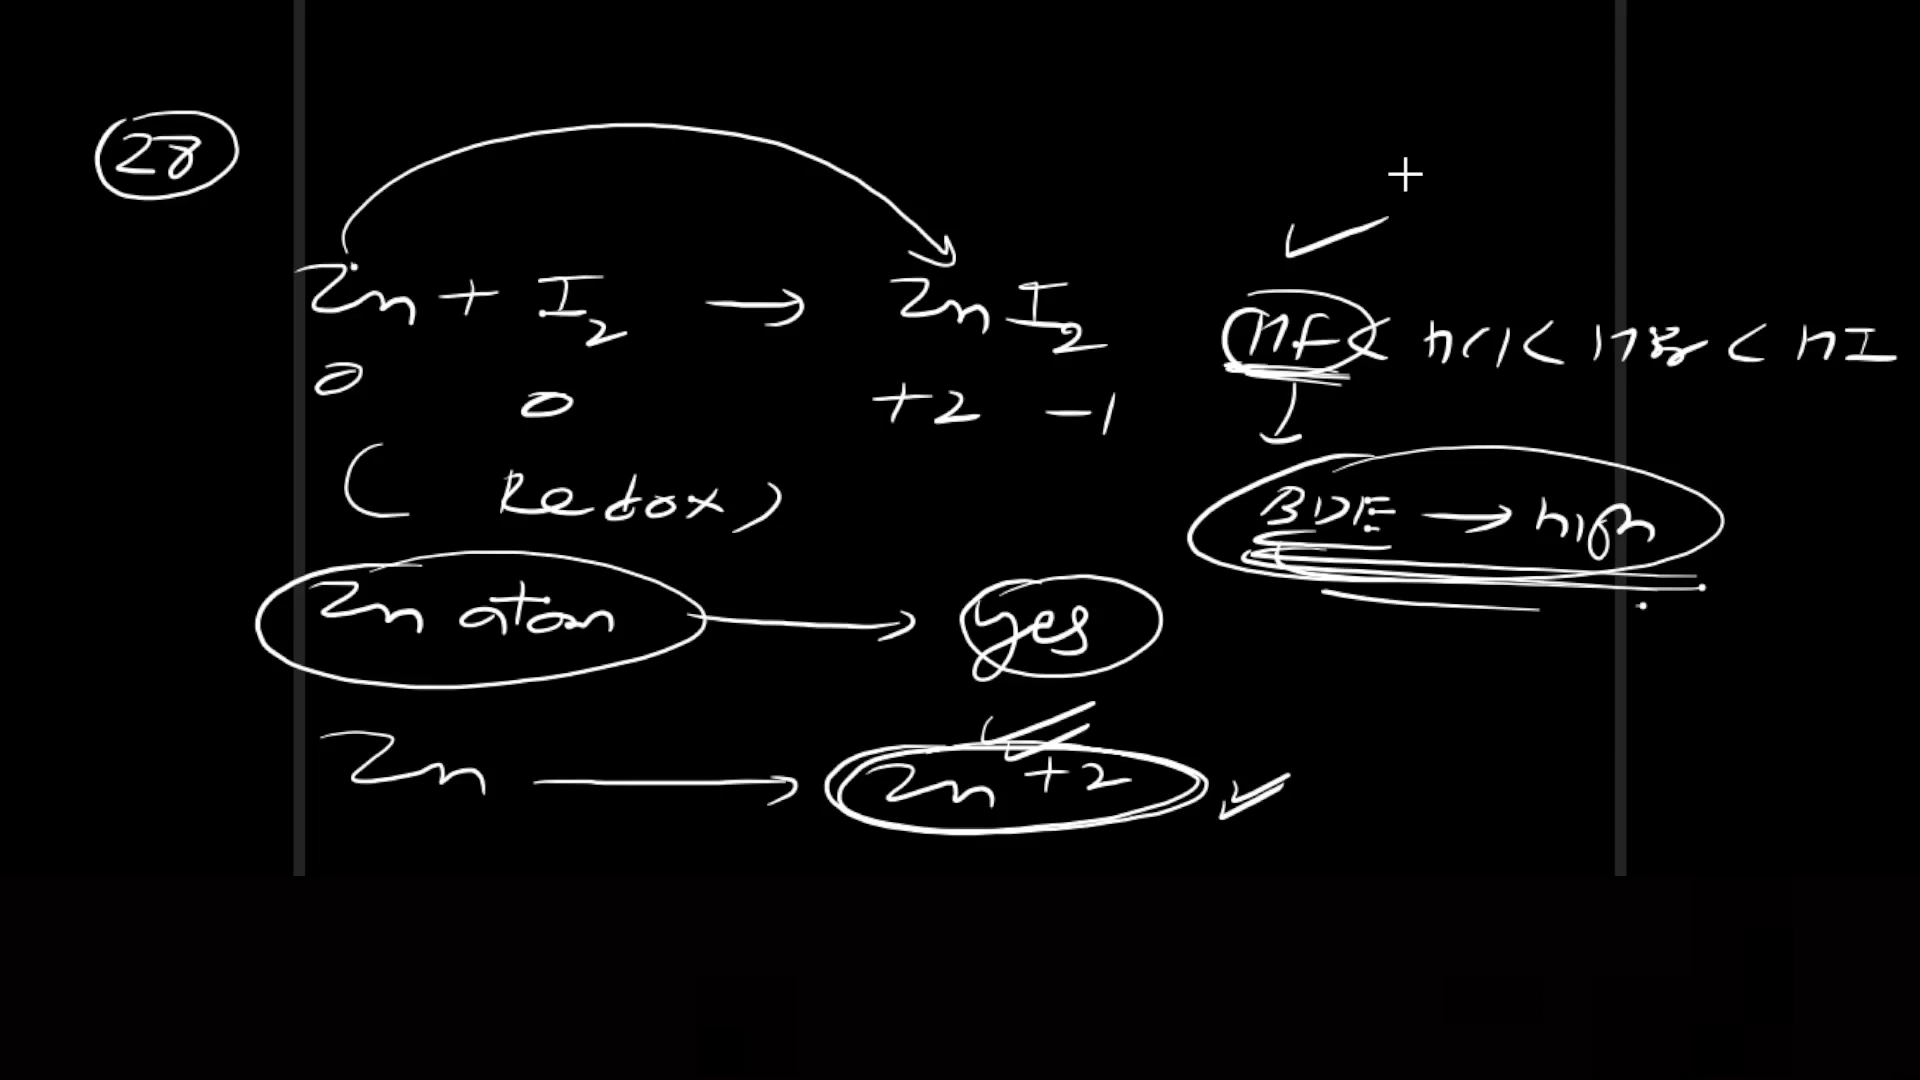 28
Zn + I2 → ZnI2
0 0 +2 -1
(Redox)
Zn atom → yes
Zn → Zn+2
HF < HCl < HBr < HI
BDE → high